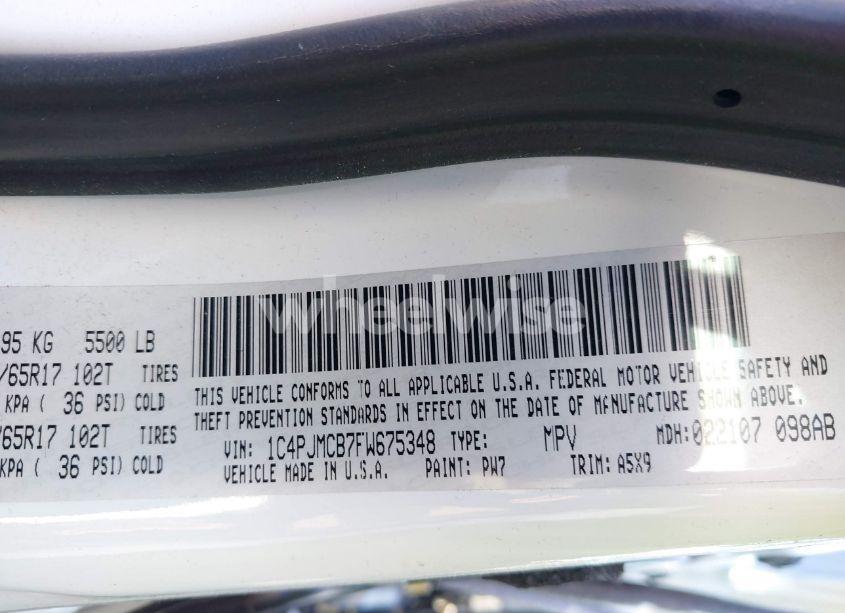 wheelwise
95 KG 5500 LB
/65R17 102T TIRES
KPA ( 36 PSI) COLD
/65R17 102T TIRES
KPA ( 36 PSI) COLD
THIS VEHICLE CONFORMS TO ALL APPLICABLE U.S.A. FEDERAL MOTOR VEHICLE SAFETY AND
THEFT PREVENTION STANDARDS IN EFFECT ON THE DATE OF MANUFACTURE SHOWN ABOVE.
VIN: 1C4PJMCB7FW675348 TYPE: MPV MDH:022107 098AB
VEHICLE MADE IN U.S.A. PAINT: PW7 TRIM: A5X9